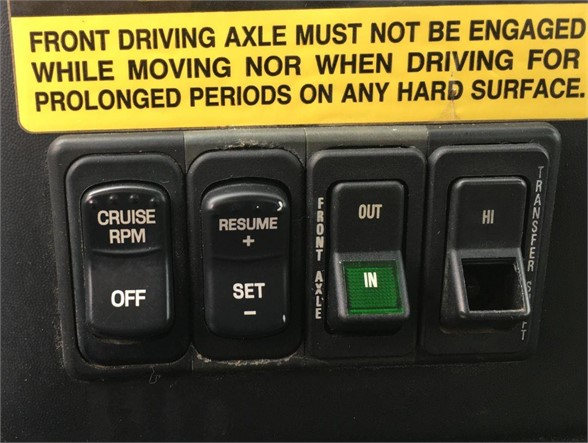 FRONT DRIVING AXLE MUST NOT BE ENGAGED
WHILE MOVING NOR WHEN DRIVING FOR
PROLONGED PERIODS ON ANY HARD SURFACE.
CRUISE
RPM
OFF
RESUME
+
SET
-
FRONT AXLE
OUT
IN
HI
TRANSFER